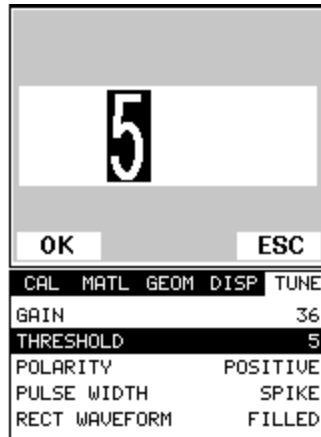 5
OK ESC
CAL MATL GEOM DISP TUNE
GAIN 36
THRESHOLD 5
POLARITY POSITIVE
PULSE WIDTH SPIKE
RECT WAVEFORM FILLED